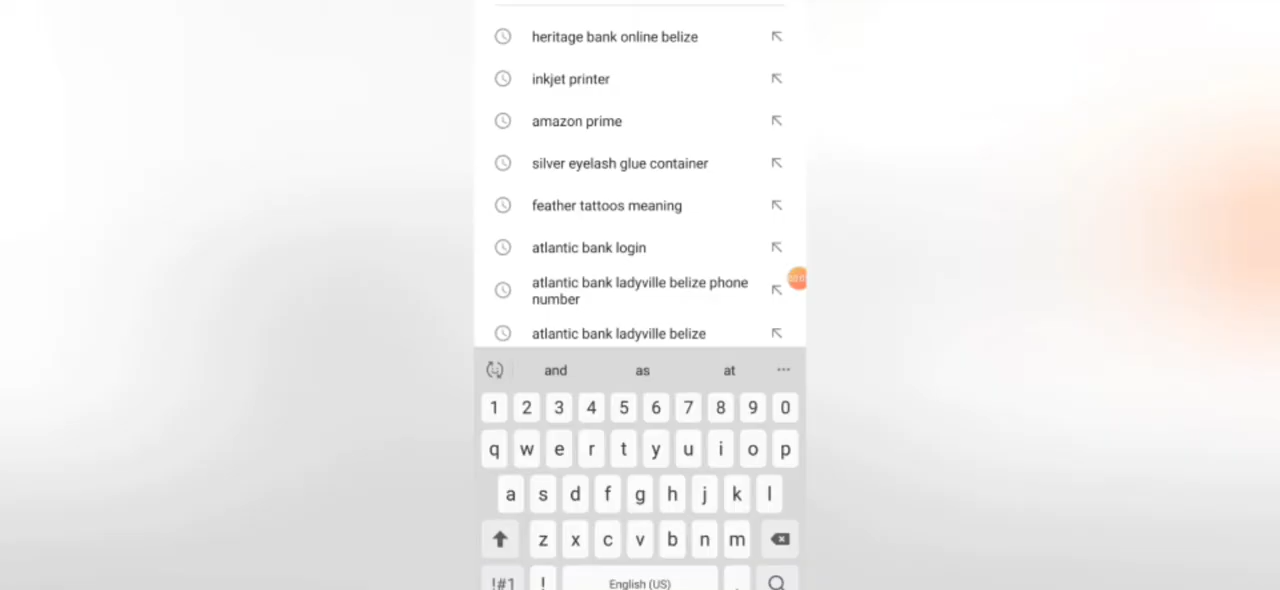 heritage bank online belize
inkjet printer
amazon prime
silver eyelash glue container
feather tattoos meaning
atlantic bank login
atlantic bank ladyville belize phone
number
atlantic bank ladyville belize
and as at ...
1 2 3 4 5 6 7 8 9 0
q w e r t y u i o p
a s d f g h j k l
z x c v b n m
!#1 ! English (US) .